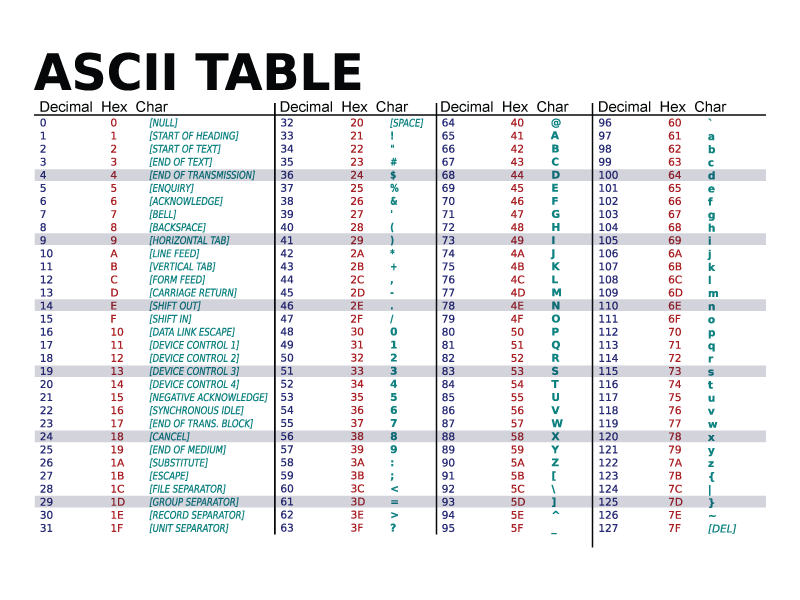 ASCII TABLE
Decimal Hex Char Decimal Hex Char Decimal Hex Char Decimal Hex Char
0 0 [NULL] 32 20 [SPACE] 64 40 @ 96 60 `
1 1 [START OF HEADING] 33 21 ! 65 41 A 97 61 a
2 2 [START OF TEXT] 34 22 " 66 42 B 98 62 b
3 3 [END OF TEXT] 35 23 # 67 43 C 99 63 c
4 4 [END OF TRANSMISSION] 36 24 $ 68 44 D 100 64 d
5 5 [ENQUIRY] 37 25 % 69 45 E 101 65 e
6 6 [ACKNOWLEDGE] 38 26 & 70 46 F 102 66 f
7 7 [BELL] 39 27 ' 71 47 G 103 67 g
8 8 [BACKSPACE] 40 28 ( 72 48 H 104 68 h
9 9 [HORIZONTAL TAB] 41 29 ) 73 49 I 105 69 i
10 A [LINE FEED] 42 2A * 74 4A J 106 6A j
11 B [VERTICAL TAB] 43 2B + 75 4B K 107 6B k
12 C [FORM FEED] 44 2C , 76 4C L 108 6C l
13 D [CARRIAGE RETURN] 45 2D - 77 4D M 109 6D m
14 E [SHIFT OUT] 46 2E . 78 4E N 110 6E n
15 F [SHIFT IN] 47 2F / 79 4F O 111 6F o
16 10 [DATA LINK ESCAPE] 48 30 0 80 50 P 112 70 p
17 11 [DEVICE CONTROL 1] 49 31 1 81 51 Q 113 71 q
18 12 [DEVICE CONTROL 2] 50 32 2 82 52 R 114 72 r
19 13 [DEVICE CONTROL 3] 51 33 3 83 53 S 115 73 s
20 14 [DEVICE CONTROL 4] 52 34 4 84 54 T 116 74 t
21 15 [NEGATIVE ACKNOWLEDGE] 53 35 5 85 55 U 117 75 u
22 16 [SYNCHRONOUS IDLE] 54 36 6 86 56 V 118 76 v
23 17 [END OF TRANS. BLOCK] 55 37 7 87 57 W 119 77 w
24 18 [CANCEL] 56 38 8 88 58 X 120 78 x
25 19 [END OF MEDIUM] 57 39 9 89 59 Y 121 79 y
26 1A [SUBSTITUTE] 58 3A : 90 5A Z 122 7A z
27 1B [ESCAPE] 59 3B ; 91 5B [ 123 7B {
28 1C [FILE SEPARATOR] 60 3C < 92 5C \ 124 7C |
29 1D [GROUP SEPARATOR] 61 3D = 93 5D ] 125 7D }
30 1E [RECORD SEPARATOR] 62 3E > 94 5E ^ 126 7E ~
31 1F [UNIT SEPARATOR] 63 3F ? 95 5F _ 127 7F [DEL]